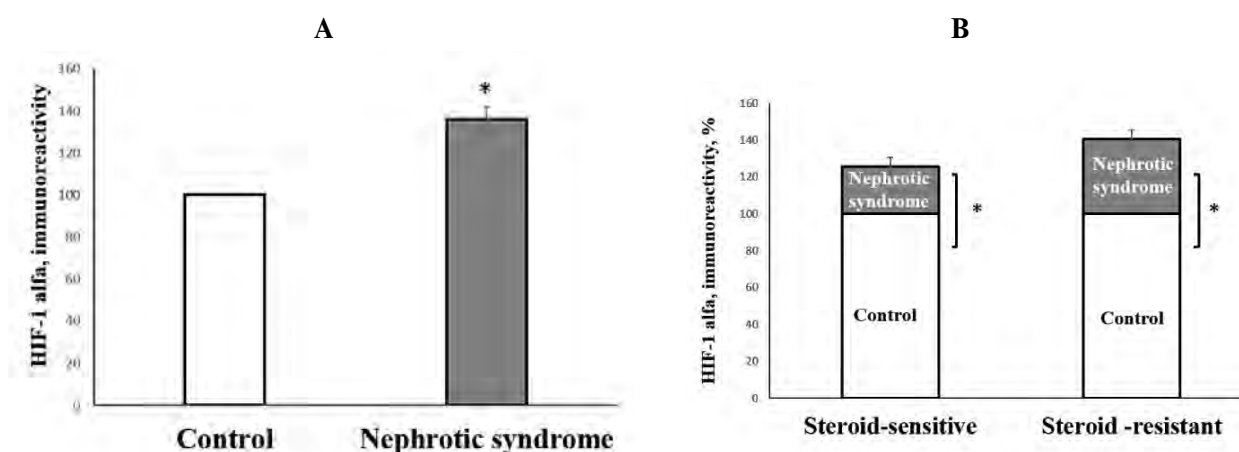 A
HIF-1 alfa, immunoreactivity
160
140
120
100
80
60
40
20
0
*
Control
Nephrotic syndrome
B
HIF-1 alfa, immunoreactivity, %
160
140
120
100
80
60
40
20
0
Nephrotic
syndrome
*
Control
Nephrotic
syndrome
*
Control
Steroid-sensitive
Steroid -resistant